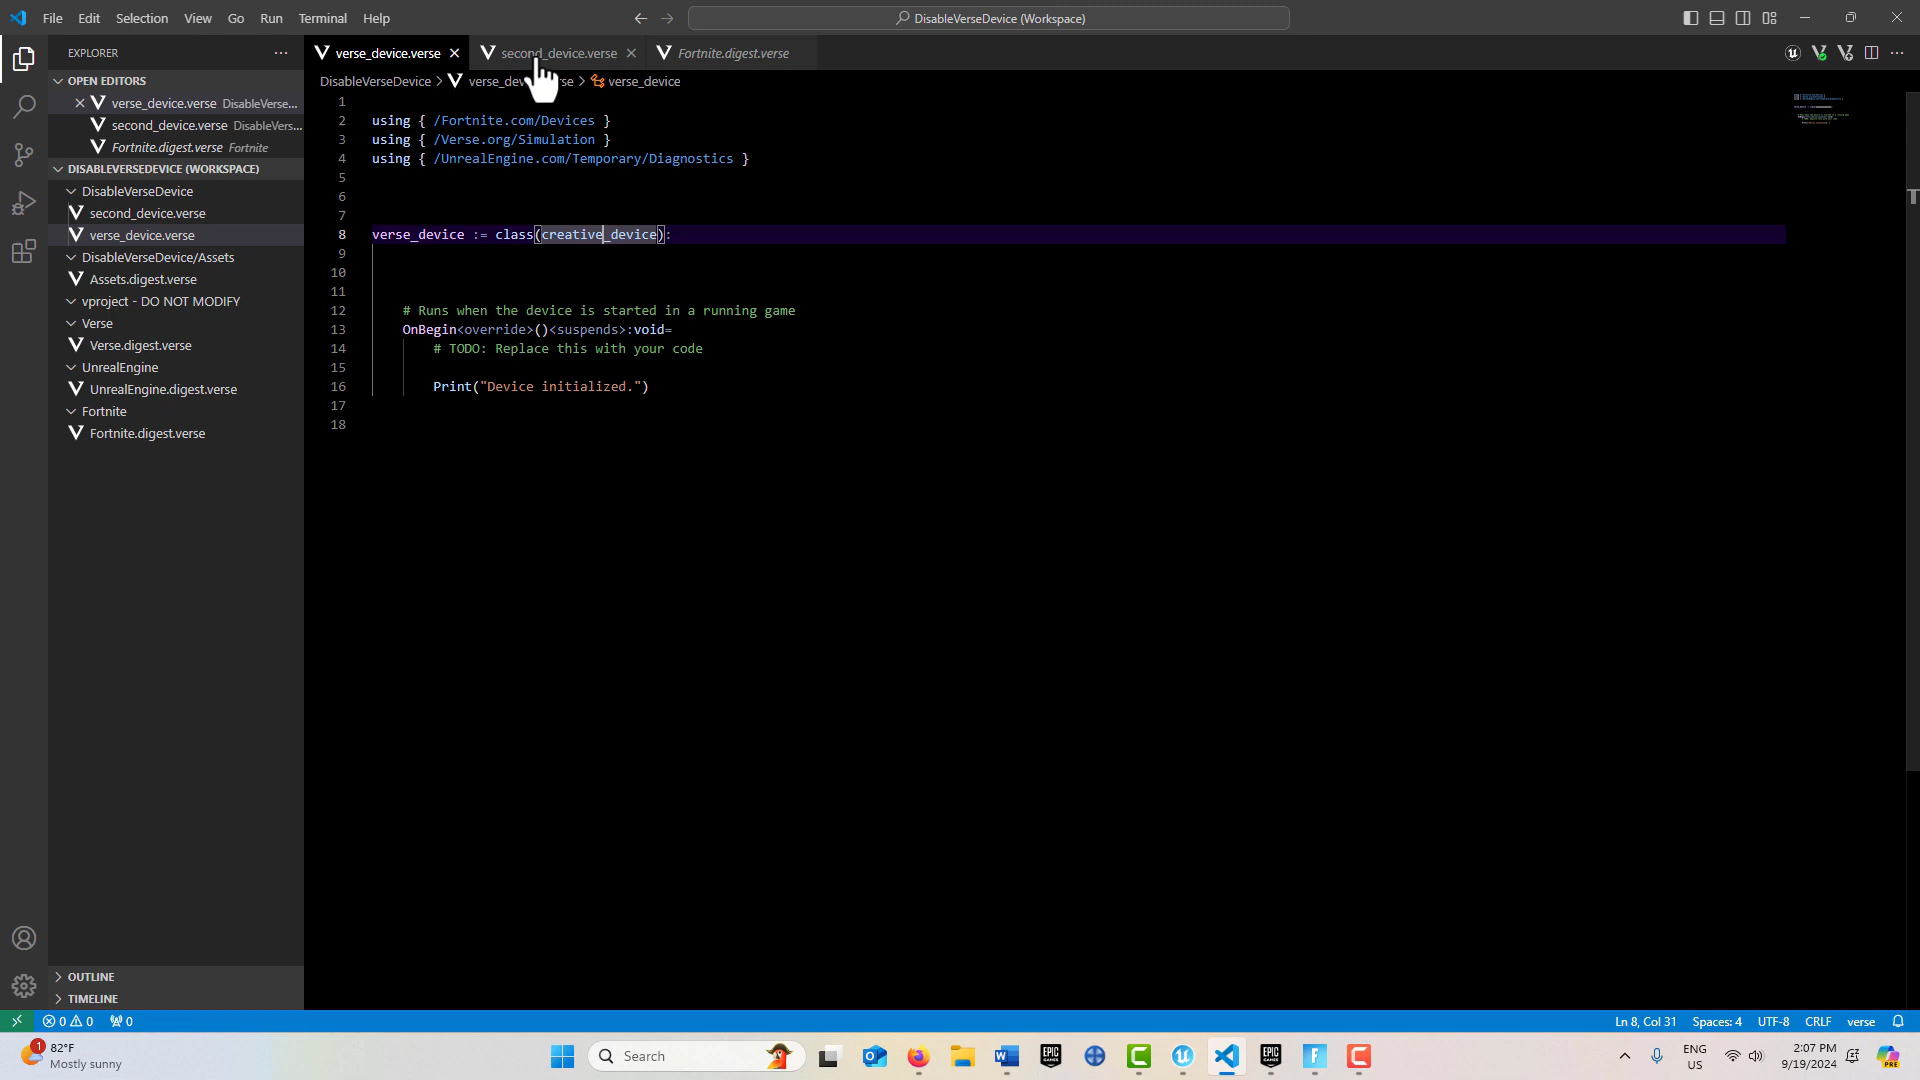 File Edit Selection View Go Run Terminal Help
DisableVerseDevice (Workspace)
EXPLORER
OPEN EDITORS
verse_device.verse DisableVerse...
second_device.verse DisableVers...
Fortnite.digest.verse Fortnite
DISABLEVERSEDEVICE (WORKSPACE)
DisableVerseDevice
second_device.verse
verse_device.verse
DisableVerseDevice/Assets
Assets.digest.verse
vproject - DO NOT MODIFY
Verse
Verse.digest.verse
UnrealEngine
UnrealEngine.digest.verse
Fortnite
Fortnite.digest.verse
OUTLINE
TIMELINE
verse_device.verse second_device.verse Fortnite.digest.verse
DisableVerseDevice > verse_device > verse_device
1
2 using { /Fortnite.com/Devices }
3 using { /Verse.org/Simulation }
4 using { /UnrealEngine.com/Temporary/Diagnostics }
5
6
7
8 verse_device := class(creative_device):
9
10
11
12 # Runs when the device is started in a running game
13 OnBegin<override>()<suspends>:void=
14 # TODO: Replace this with your code
15
16 Print("Device initialized.")
17
18
0 0 0
Ln 8, Col 31 Spaces: 4 UTF-8 CRLF verse
1
82°F
Mostly sunny
Search
ENG
US
2:07 PM
9/19/2024